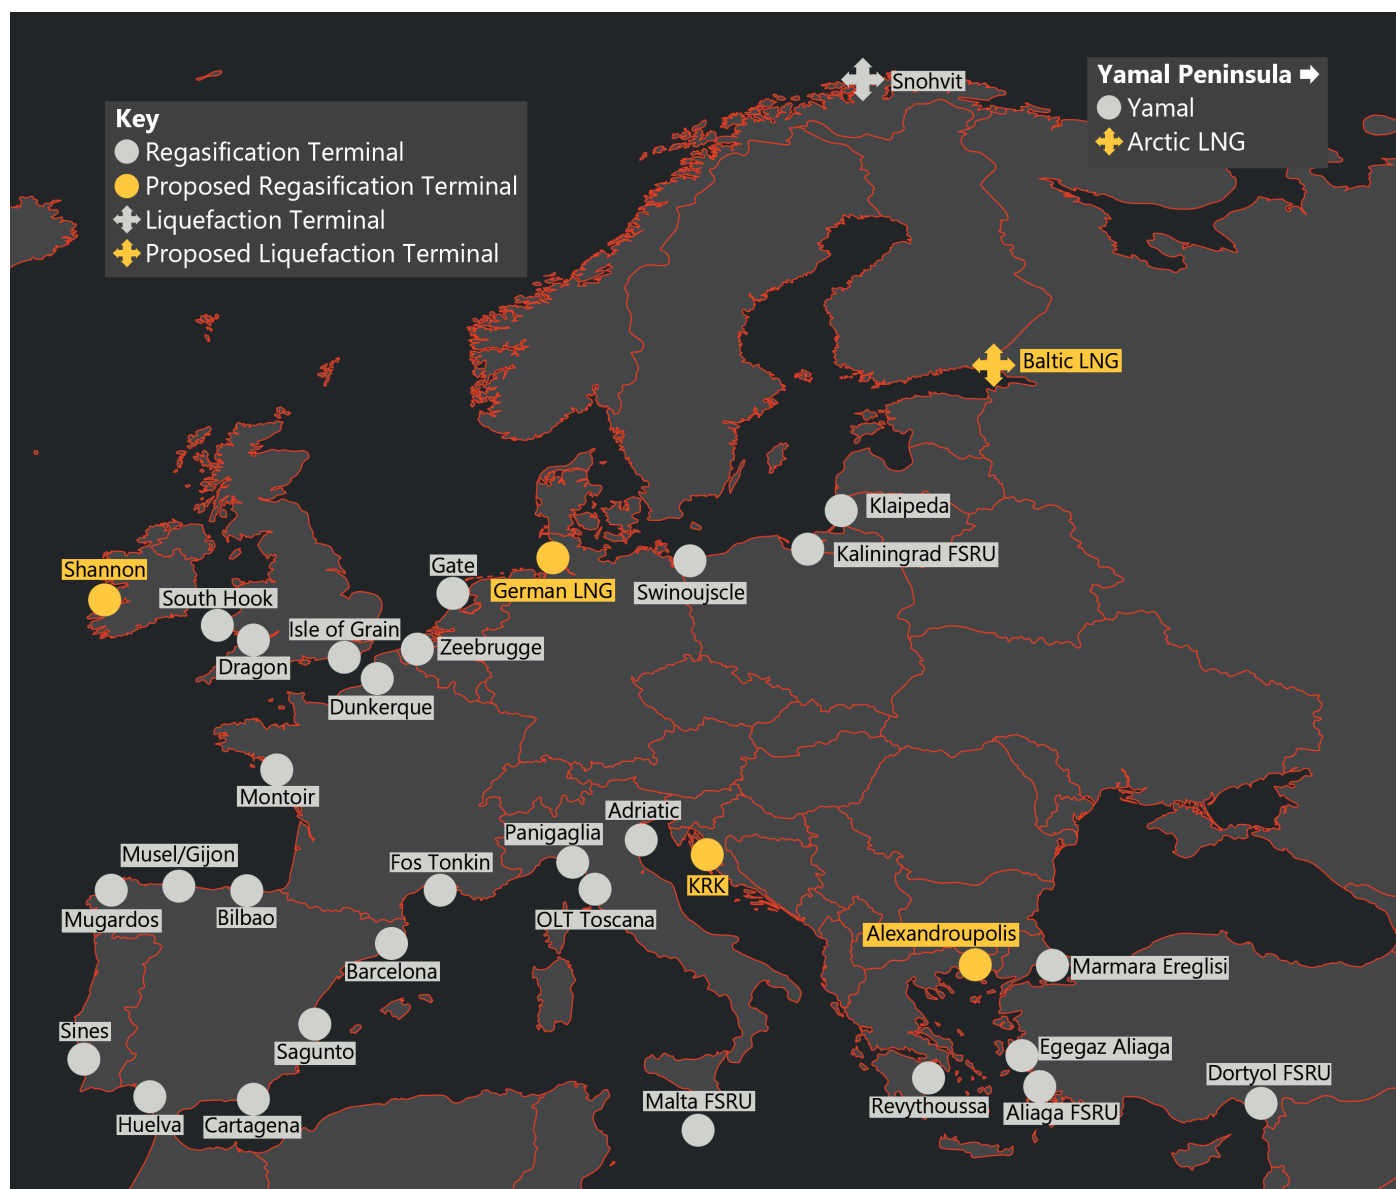 Snohvit
Yamal Peninsula
Yamal
Arctic LNG
Key
Regasification Terminal
Proposed Regasification Terminal
Liquefaction Terminal
Proposed Liquefaction Terminal
Baltic LNG
Klaipeda
Kaliningrad FSRU
Shannon
Gate
German LNG
Swinoujscle
South Hook
Isle of Grain
Zeebrugge
Dragon
Dunkerque
Montoir
Adriatic
Panigaglia
Musel/Gijon
Fos Tonkin
KRK
Mugardos
Bilbao
OLT Toscana
Alexandroupolis
Barcelona
Marmara Ereglisi
Sines
Sagunto
Egegaz Aliaga
Dortyol FSRU
Malta FSRU
Revythoussa
Aliaga FSRU
Huelva
Cartagena